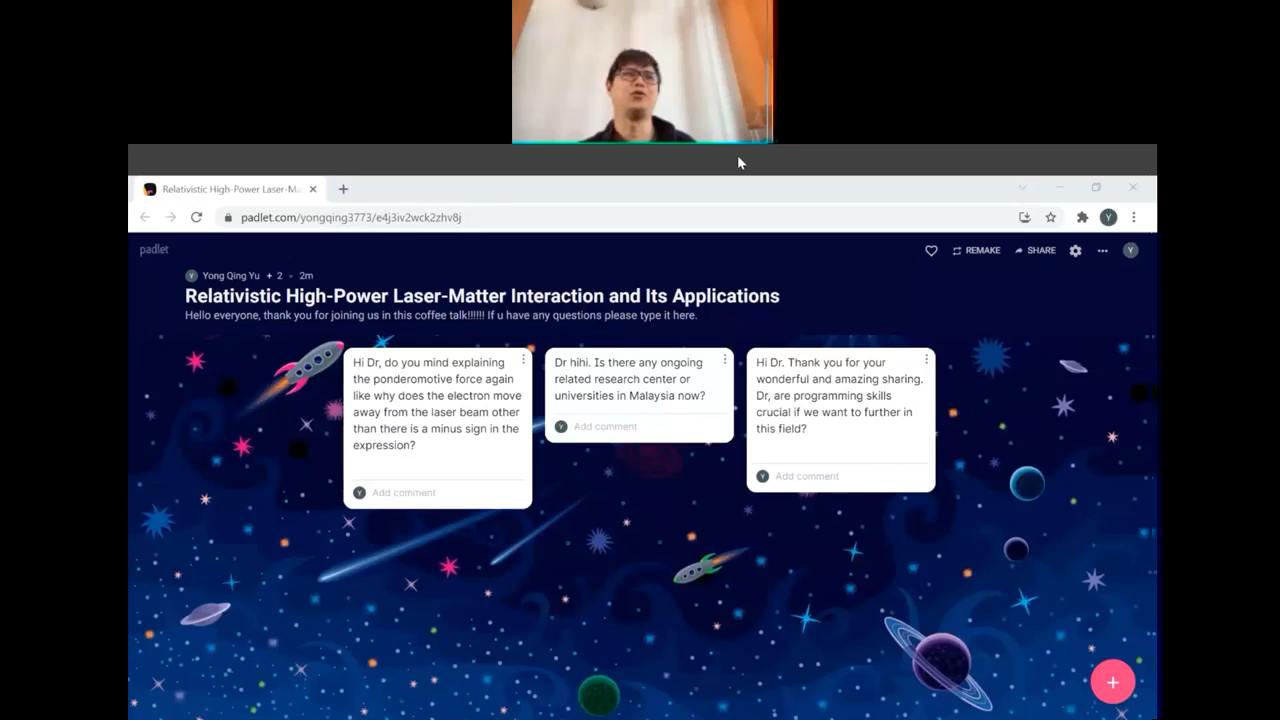 Relativistic High-Power Laser-Ma
padlet.com/yongqing3773/e4j3iv2wck2zhv8j
Y
padlet
REMAKE
SHARE
Y
Y Yong Qing Yu + 2 • 2m
Relativistic High-Power Laser-Matter Interaction and Its Applications
Hello everyone, thank you for joining us in this coffee talk!!!!!! If u have any questions please type it here.
Hi Dr, do you mind explaining
the ponderomotive force again
like why does the electron move
away from the laser beam other
than there is a minus sign in the
expression?
Y Add comment
Dr hihi. Is there any ongoing
related research center or
universities in Malaysia now?
Y Add comment
Hi Dr. Thank you for your
wonderful and amazing sharing.
Dr, are programming skills
crucial if we want to further in
this field?
Y Add comment